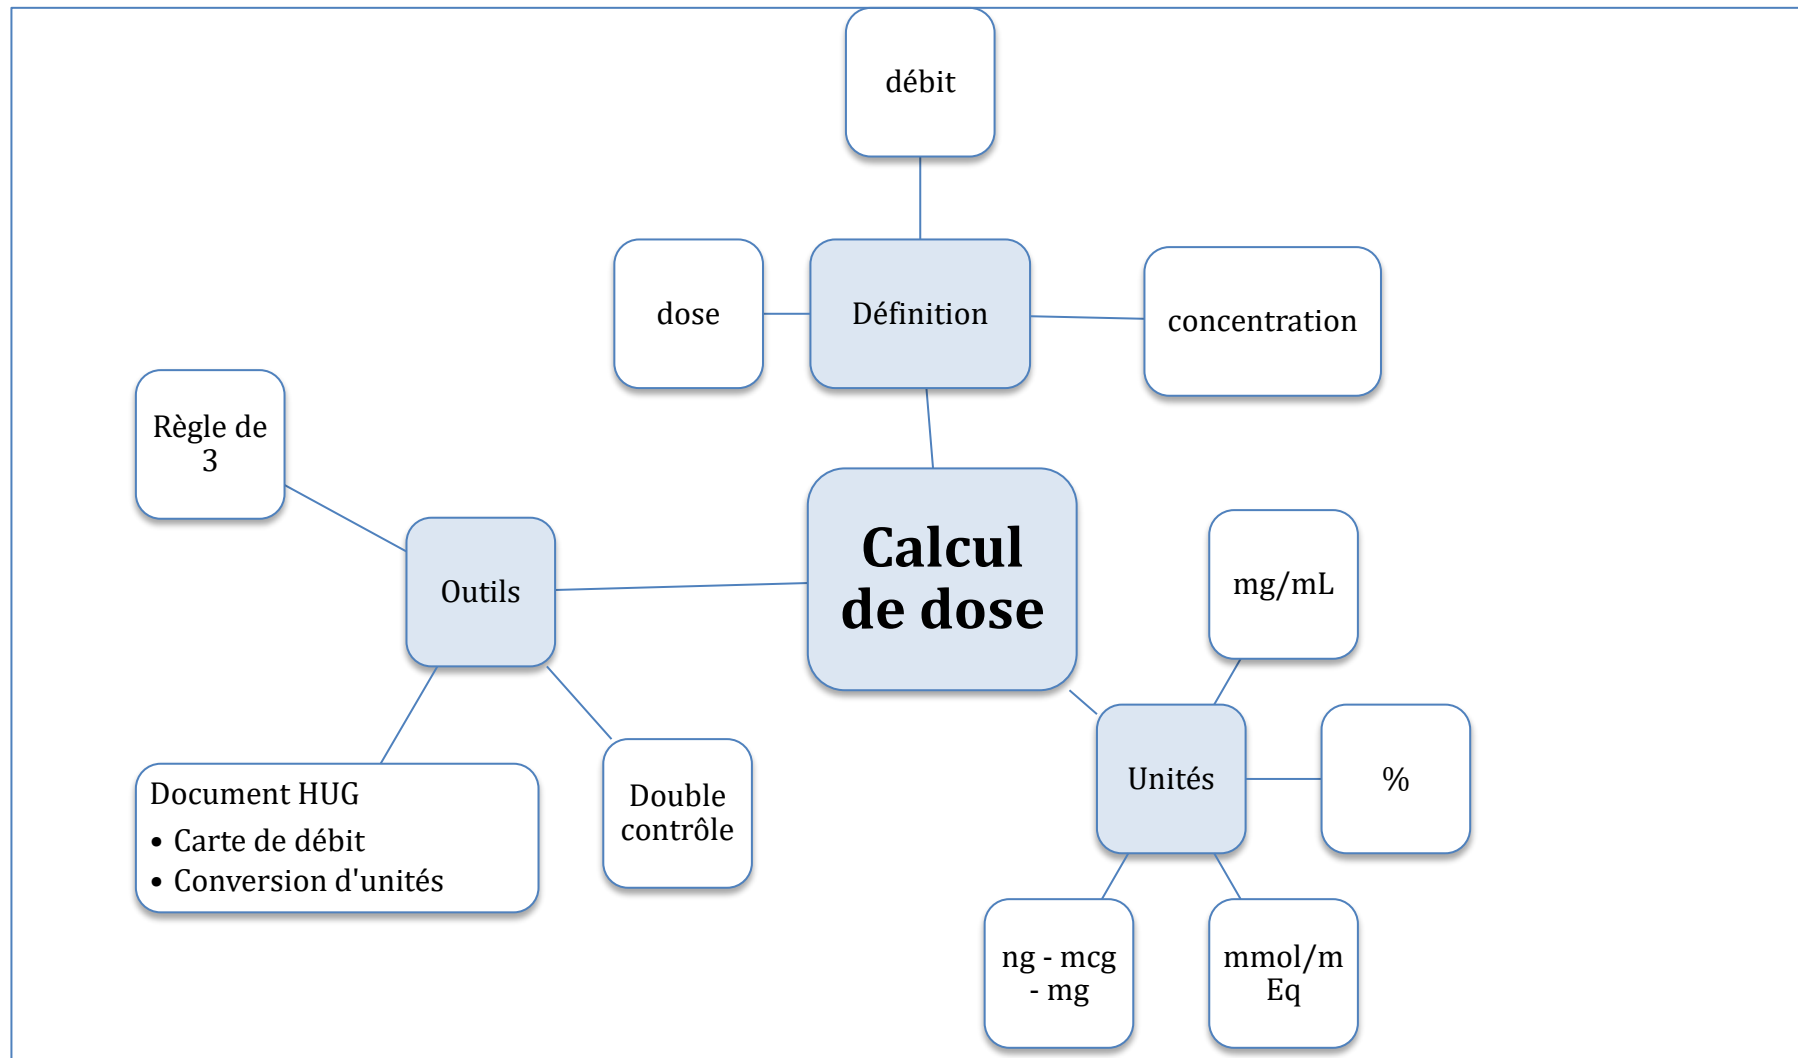 débit
dose
Définition
concentration
Règle de
3
Outils
Calcul
de dose
mg/mL
Unités
%
Document HUG
• Carte de débit
• Conversion d'unités
Double
contrôle
ng - mcg
- mg
mmol/m
Eq